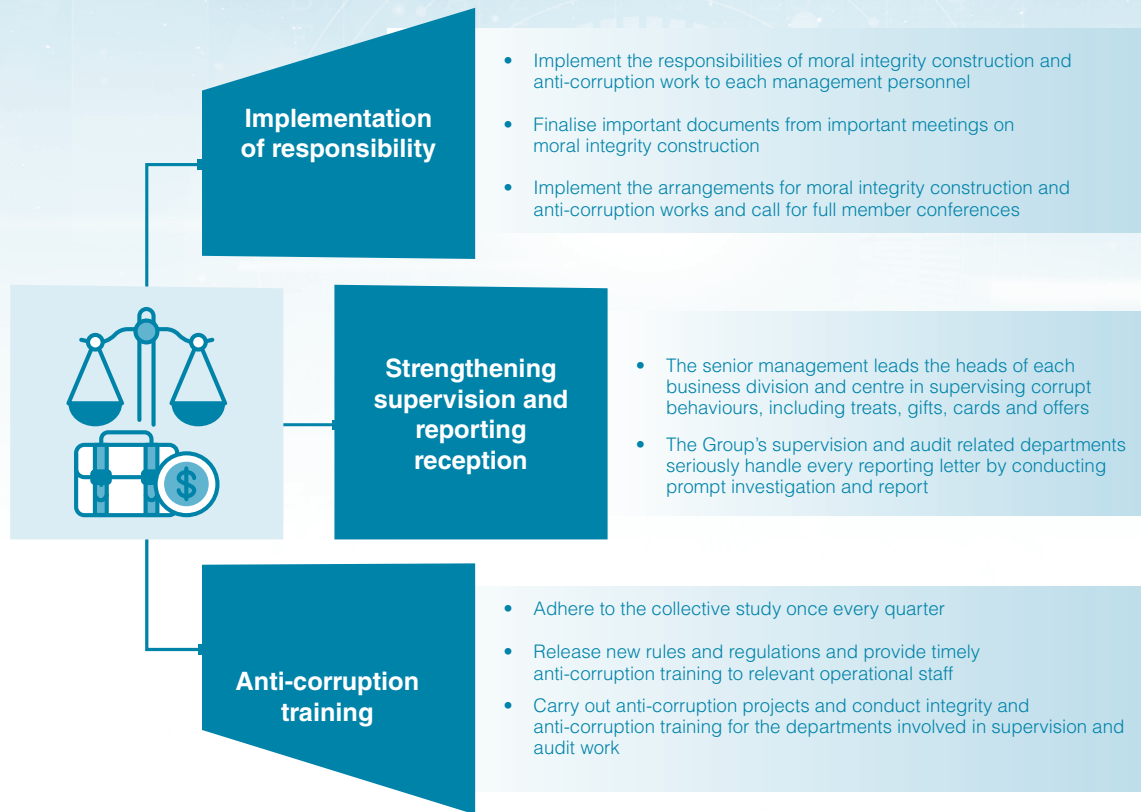 Implementation
of responsibility
• Implement the responsibilities of moral integrity construction and
anti-corruption work to each management personnel
• Finalise important documents from important meetings on
moral integrity construction
• Implement the arrangements for moral integrity construction and
anti-corruption works and call for full member conferences
Strengthening
supervision and
reporting
reception
• The senior management leads the heads of each
business division and centre in supervising corrupt
behaviours, including treats, gifts, cards and offers
• The Group's supervision and audit related departments
seriously handle every reporting letter by conducting
prompt investigation and report
$
Anti-corruption
training
• Adhere to the collective study once every quarter
• Release new rules and regulations and provide timely
anti-corruption training to relevant operational staff
• Carry out anti-corruption projects and conduct integrity and
anti-corruption training for the departments involved in supervision and
audit work